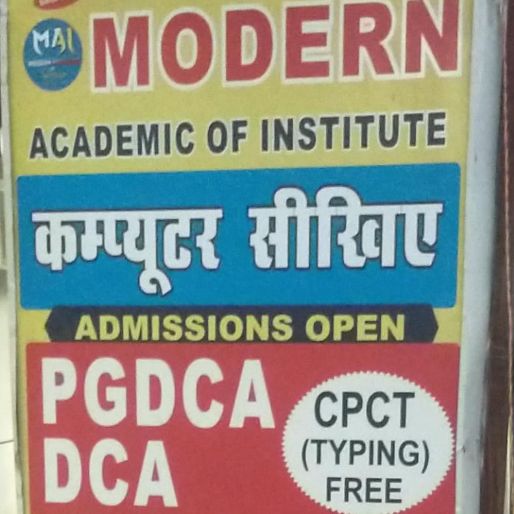 MAI
MODERN
ACADEMIC OF INSTITUTE
कम्प्यूटर सीखिए
ADMISSIONS OPEN
PGDCA
DCA
CPCT
(TYPING)
FREE